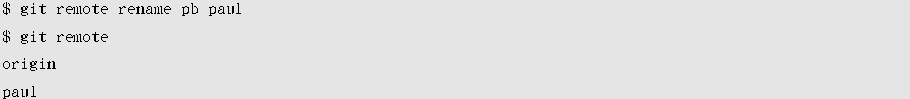 $ git remote rename pb paul
$ git remote
origin
paul